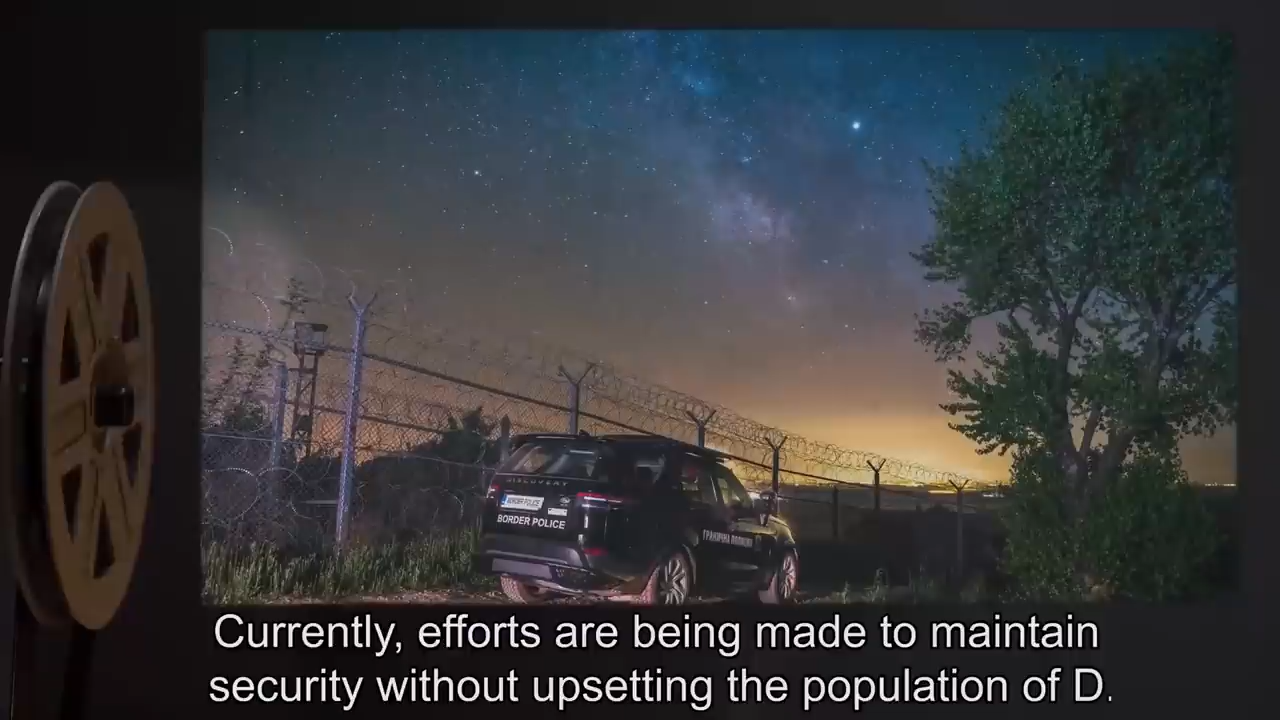 DISCOVERY
BORDER POLICE
BORDER POLICE
ГРАНИЧНА ПОЛИЦИЯ
Currently, efforts are being made to maintain
security without upsetting the population of D.